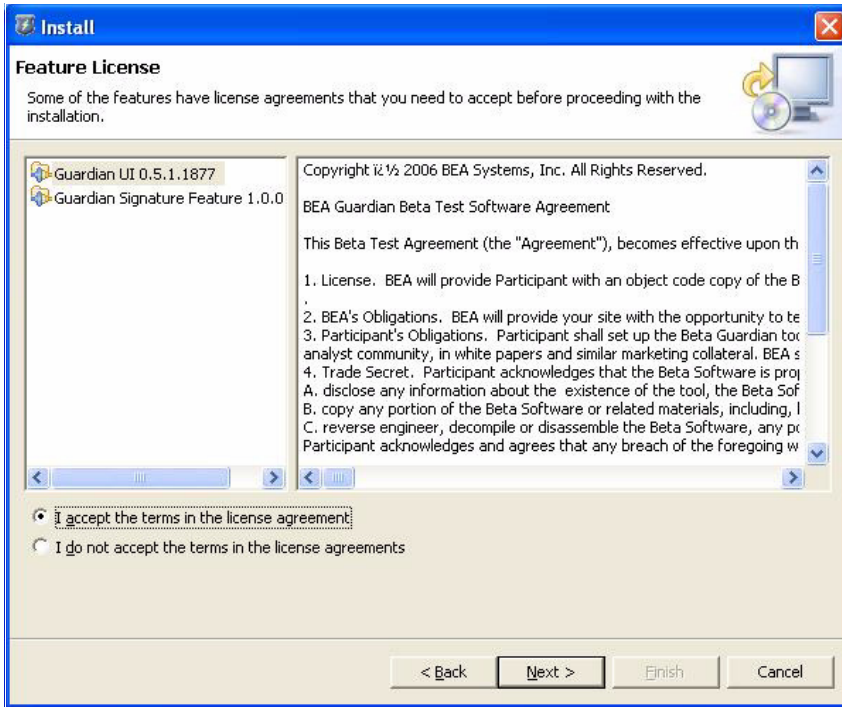 Install
Feature License
Some of the features have license agreements that you need to accept before proceeding with the
installation.
Guardian UI 0.5.1.1877
Guardian Signature Feature 1.0.0
Copyright ï¿½ 2006 BEA Systems, Inc. All Rights Reserved.
BEA Guardian Beta Test Software Agreement
This Beta Test Agreement (the "Agreement"), becomes effective upon th
1. License.  BEA will provide Participant with an object code copy of the B
.
2. BEA's Obligations.  BEA will provide your site with the opportunity to te
3. Participant's Obligations.  Participant shall set up the Beta Guardian too
analyst community, in white papers and similar marketing collateral. BEA s
4. Trade Secret.  Participant acknowledges that the Beta Software is prop
A. disclose any information about the  existence of the tool, the Beta Sof
B. copy any portion of the Beta Software or related materials, including, l
C. reverse engineer, decompile or disassemble the Beta Software, any po
Participant acknowledges and agrees that any breach of the foregoing w
I accept the terms in the license agreement
I do not accept the terms in the license agreements
< Back
Next >
Finish
Cancel